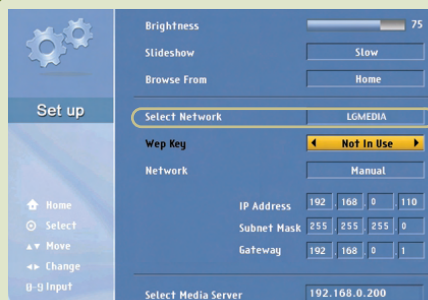 Brightness 75
Slideshow Slow
Browse From Home
Set up
Select Network LGMEDIA
Wep Key Not In Use
Network Manual
IP Address 192 168 0 110
Subnet Mask 255 255 255 0
Gateway 192 168 0 1
Home
Select
Move
Change
0-9 Input
Select Media Server 192.168.0.200